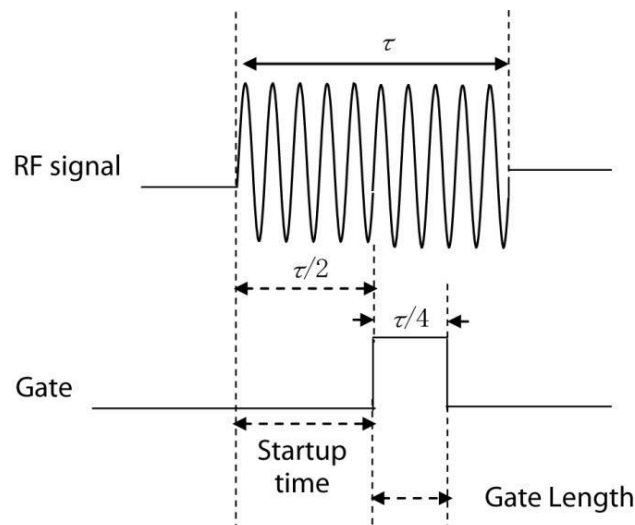 τ
RF signal
τ/2
τ/4
Gate
Startup
time
Gate Length